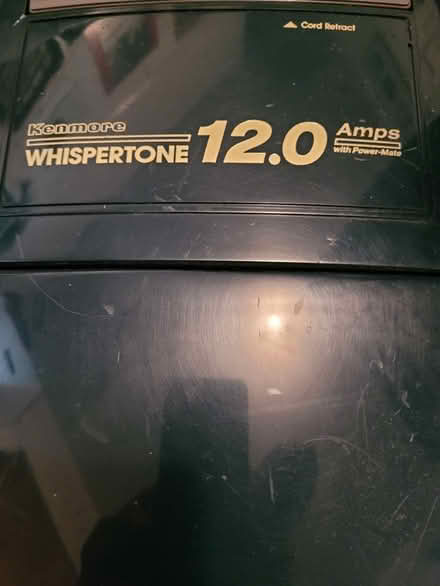 Cord Retract
Kenmore
WHISPERTONE 12.0 Amps
with Power-Mate